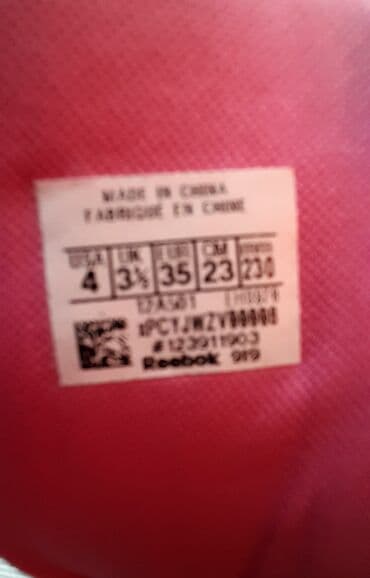 MADE IN CHINA
FABRIQUÉ EN CHINE
USA UK EUR CM
4 3½ 35 23 230
#123911903
Reebok 919